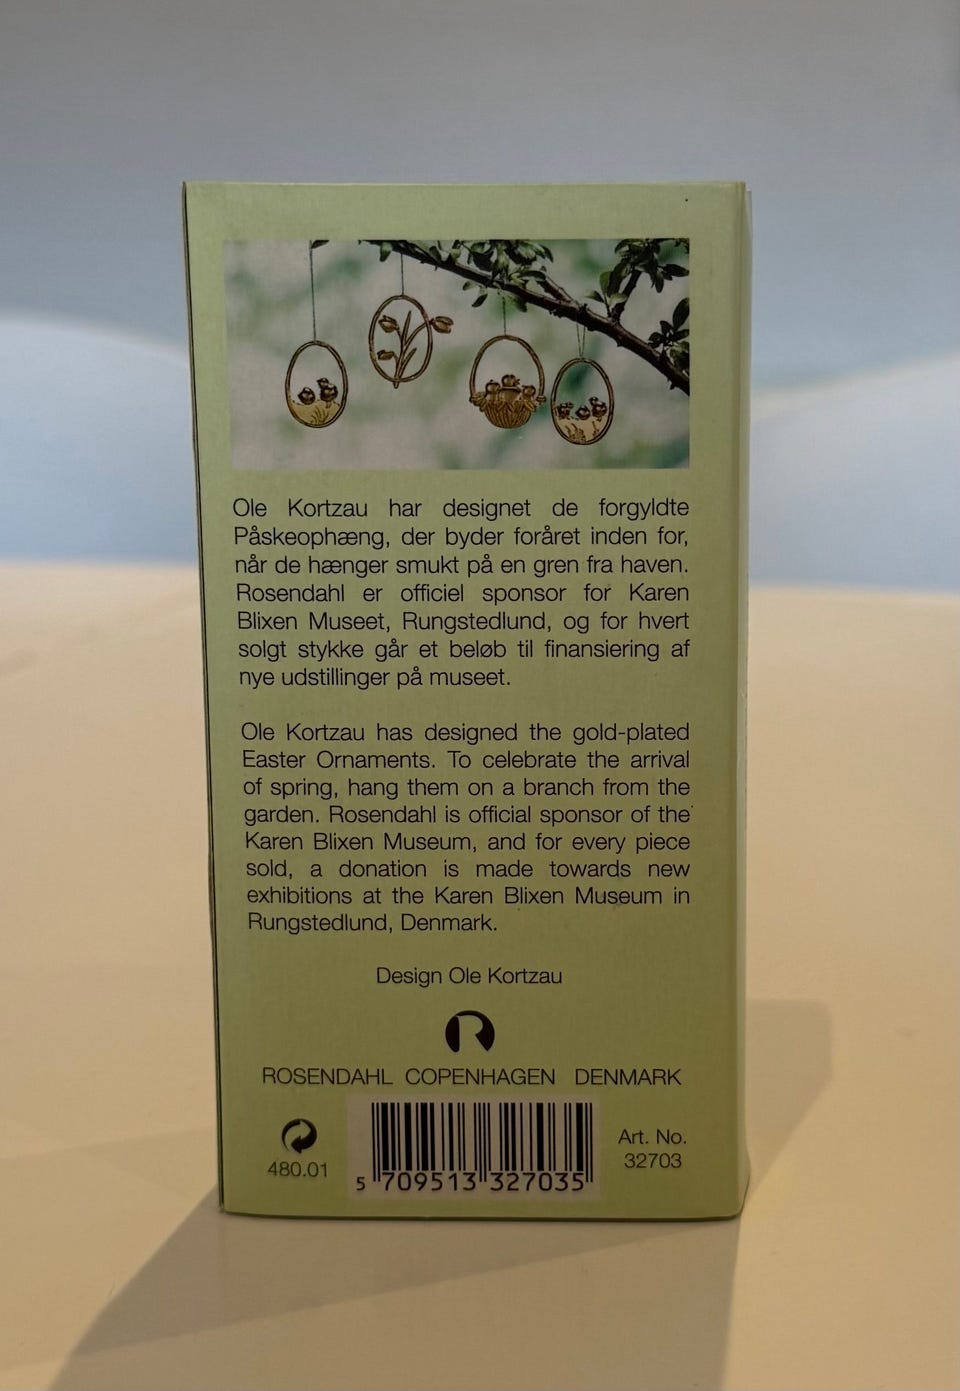 Ole Kortzau har designet de forgyldte
Påskeophæng, der byder foråret inden for,
når de hænger smukt på en gren fra haven.
Rosendahl er officiel sponsor for Karen
Blixen Museet, Rungstedlund, og for hvert
solgt stykke går et beløb til finansiering af
nye udstillinger på museet.
Ole Kortzau has designed the gold-plated
Easter Ornaments. To celebrate the arrival
of spring, hang them on a branch from the
garden. Rosendahl is official sponsor of the
Karen Blixen Museum, and for every piece
sold, a donation is made towards new
exhibitions at the Karen Blixen Museum in
Rungstedlund, Denmark.
Design Ole Kortzau
R
ROSENDAHL COPENHAGEN DENMARK
480.01
5 709513 327035
Art. No.
32703